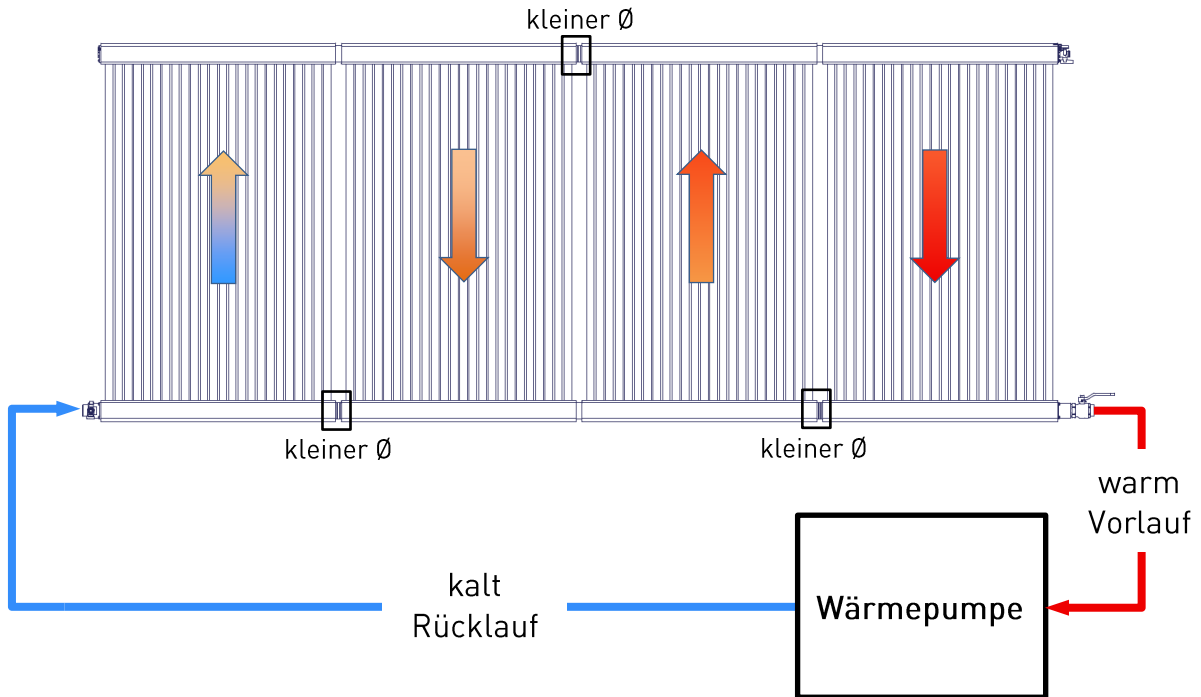 kleiner Ø
kleiner Ø
kleiner Ø
warm
Vorlauf
kalt
Rücklauf
Wärmepumpe